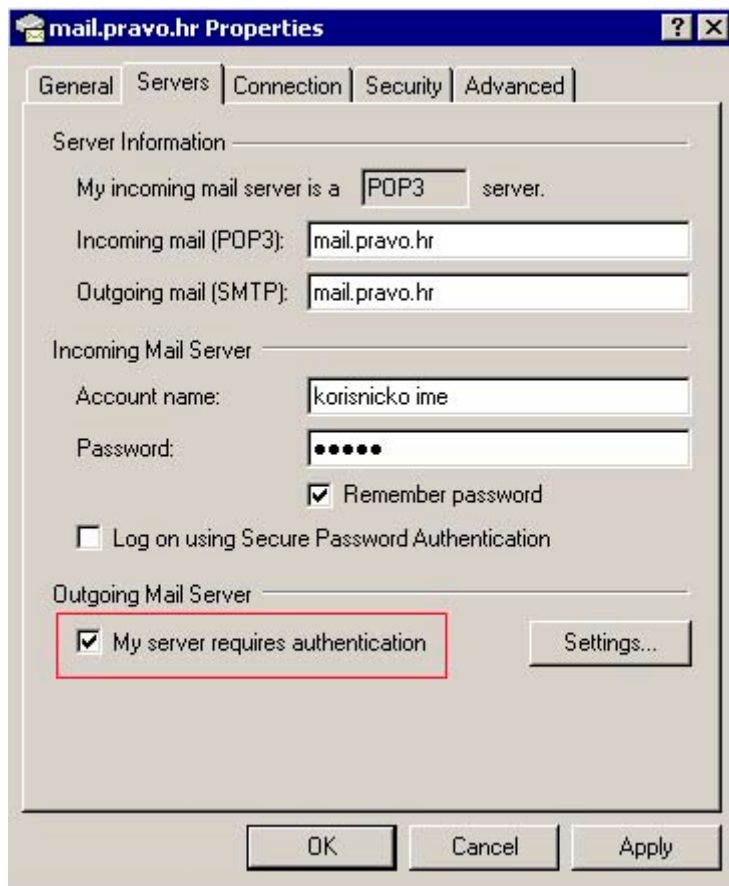 mail.pravo.hr Properties
General Servers Connection Security Advanced
Server Information
My incoming mail server is a POP3 server.
Incoming mail (POP3): mail.pravo.hr
Outgoing mail (SMTP): mail.pravo.hr
Incoming Mail Server
Account name: korisnicko ime
Password: •••••
Remember password
Log on using Secure Password Authentication
Outgoing Mail Server
My server requires authentication Settings...
OK Cancel Apply